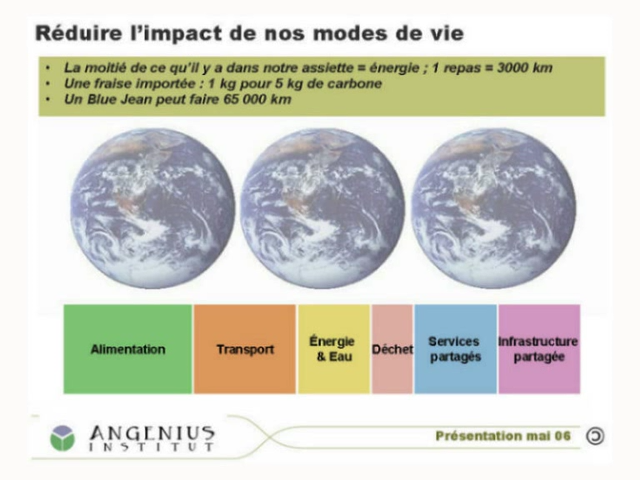 Réduire l'impact de nos modes de vie
• La moitié de ce qu'il y a dans notre assiette = énergie ; 1 repas = 3000 km
• Une fraise importée : 1 kg pour 5 kg de carbone
• Un Blue Jean peut faire 65 000 km
Alimentation
Transport
Énergie
& Eau
Déchet
Services
partagés
Infrastructure
partagée
ANGENIUS
INSTITUT
Présentation mai 06